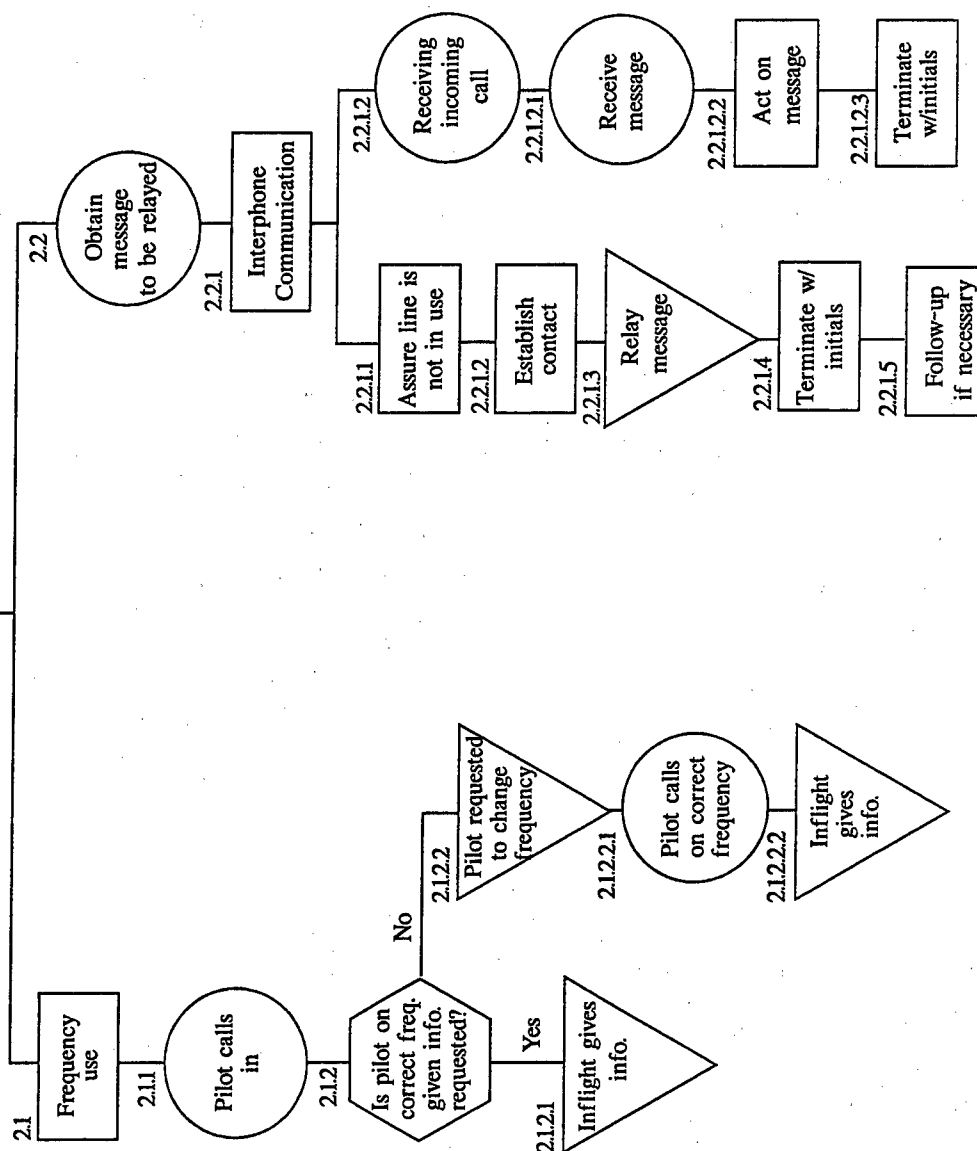 2.1
Frequency
use
2.1.1
Pilot calls
in
2.1.2
Is pilot on
correct freq.
given info.
requested?
Yes
No
2.1.2.1
Inflight gives
info.
2.1.2.2
Pilot requested
to change
frequency
2.1.2.2.1
Pilot calls
on correct
frequency
2.1.2.2.2
Inflight
gives
info.
2.2
Obtain
message
to be relayed
2.2.1
Interphone
Communication
2.2.1.1
Assure line is
not in use
2.2.1.2
Establish
contact
2.2.1.3
Relay
message
2.2.1.4
Terminate w/
initials
2.2.1.5
Follow-up
if necessary
2.2.1.2
Receiving
incoming
call
2.2.1.2.1
Receive
message
2.2.1.2.2
Act on
message
2.2.1.2.3
Terminate
w/initials